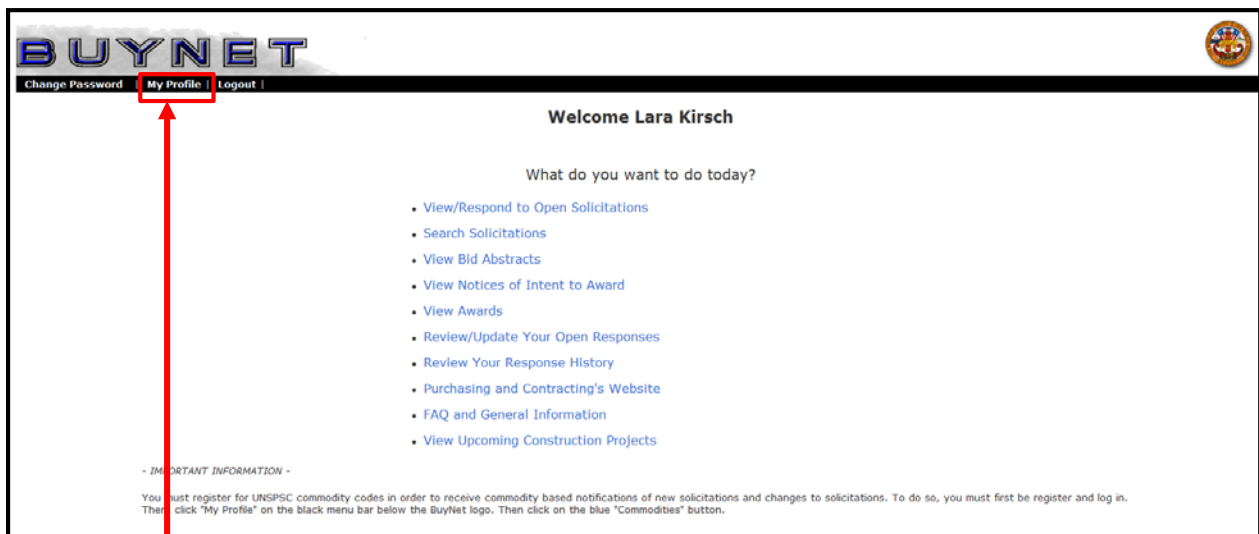 BUYNET
Change Password | My Profile | Logout |
Welcome Lara Kirsch
What do you want to do today?
• View/Respond to Open Solicitations
• Search Solicitations
• View Bid Abstracts
• View Notices of Intent to Award
• View Awards
• Review/Update Your Open Responses
• Review Your Response History
• Purchasing and Contracting's Website
• FAQ and General Information
• View Upcoming Construction Projects
- IMPORTANT INFORMATION -
You must register for UNSPSC commodity codes in order to receive commodity based notifications of new solicitations and changes to solicitations. To do so, you must first be register and log in.
Then click "My Profile" on the black menu bar below the BuyNet logo. Then click on the blue "Commodities" button.